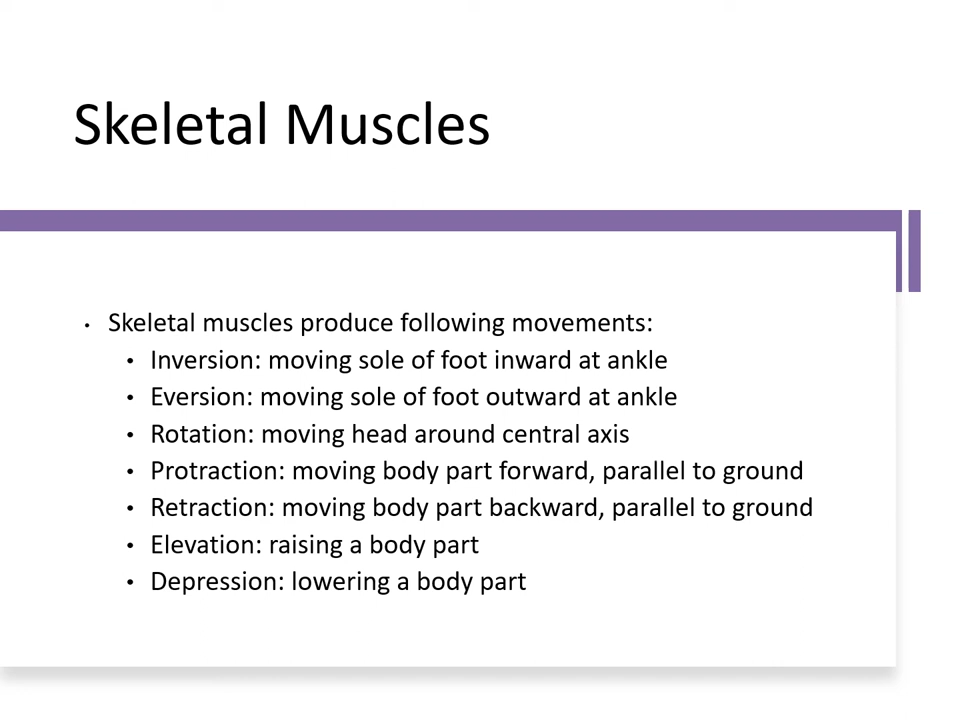 Skeletal Muscles
• Skeletal muscles produce following movements:
• Inversion: moving sole of foot inward at ankle
• Eversion: moving sole of foot outward at ankle
• Rotation: moving head around central axis
• Protraction: moving body part forward, parallel to ground
• Retraction: moving body part backward, parallel to ground
• Elevation: raising a body part
• Depression: lowering a body part